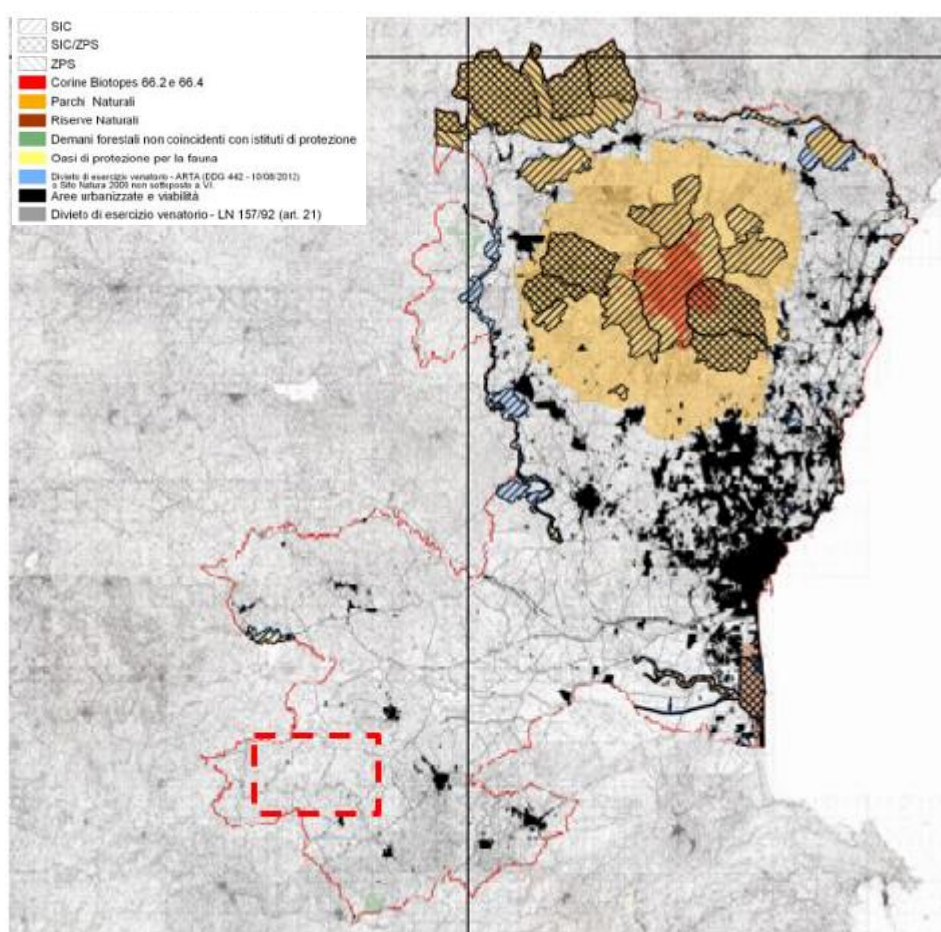 SIC
SIC/ZPS
ZPS
Corine Biotopes 66.2 e 66.4
Parchi Naturali
Riserve Naturali
Demani forestali non coincidenti con istituti di protezione
Oasi di protezione per la fauna
Divieto di esercizio venatorio - ARTA (DDG 442 - 10/08/2012)
o Sito Natura 2000 non sottoposto a V.I.
Aree urbanizzate e viabilità
Divieto di esercizio venatorio - LN 157/92 (art. 21)